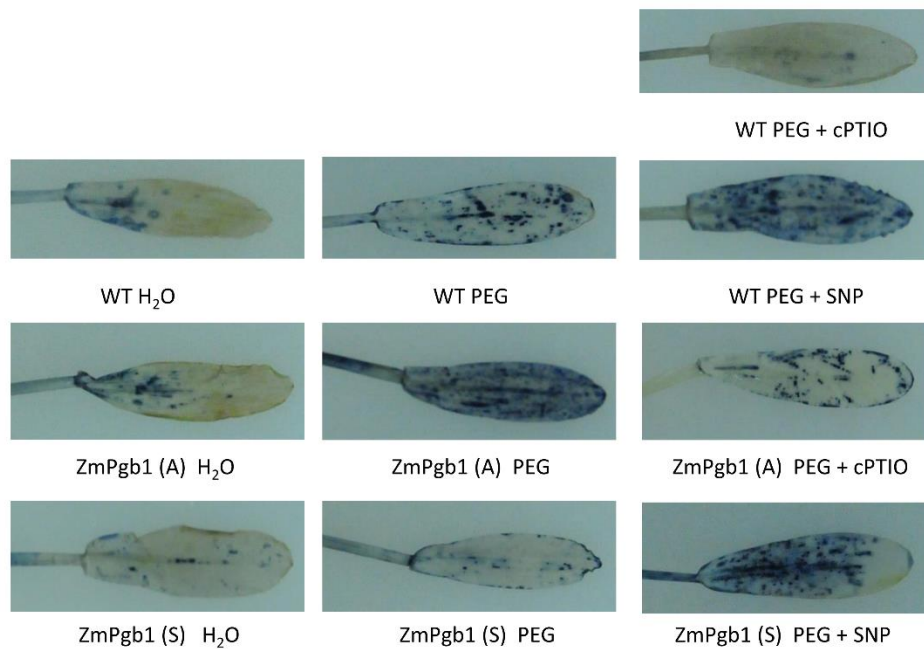 WT PEG + cPTIO
WT H₂O
WT PEG
WT PEG + SNP
ZmPgb1 (A) H₂O
ZmPgb1 (A) PEG
ZmPgb1 (A) PEG + cPTIO
ZmPgb1 (S) H₂O
ZmPgb1 (S) PEG
ZmPgb1 (S) PEG + SNP